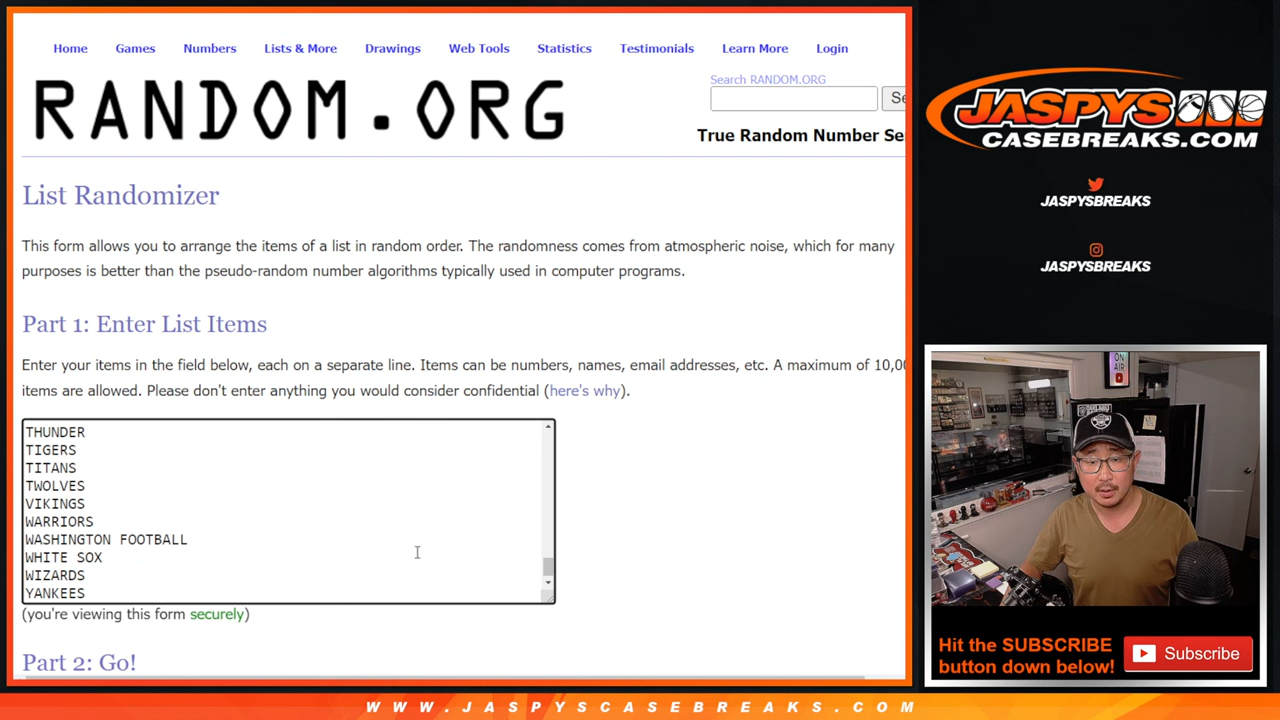 Home Games Numbers Lists & More Drawings Web Tools Statistics Testimonials Learn More Login
RANDOM.ORG
Search RANDOM.ORG
Se
True Random Number Se
List Randomizer
This form allows you to arrange the items of a list in random order. The randomness comes from atmospheric noise, which for many
purposes is better than the pseudo-random number algorithms typically used in computer programs.
Part 1: Enter List Items
Enter your items in the field below, each on a separate line. Items can be numbers, names, email addresses, etc. A maximum of 10,00
items are allowed. Please don't enter anything you would consider confidential (here's why).
THUNDER
TIGERS
TITANS
TWOLVES
VIKINGS
WARRIORS
WASHINGTON FOOTBALL
WHITE SOX
WIZARDS
YANKEES
(you're viewing this form securely)
Part 2: Go!
JASPYS
CASEBREAKS.COM
JASPYSBREAKS
JASPYSBREAKS
ON
AIR
Hit the SUBSCRIBE
button down below!
Subscribe
WWW.JASPYSCASEBREAKS.COM